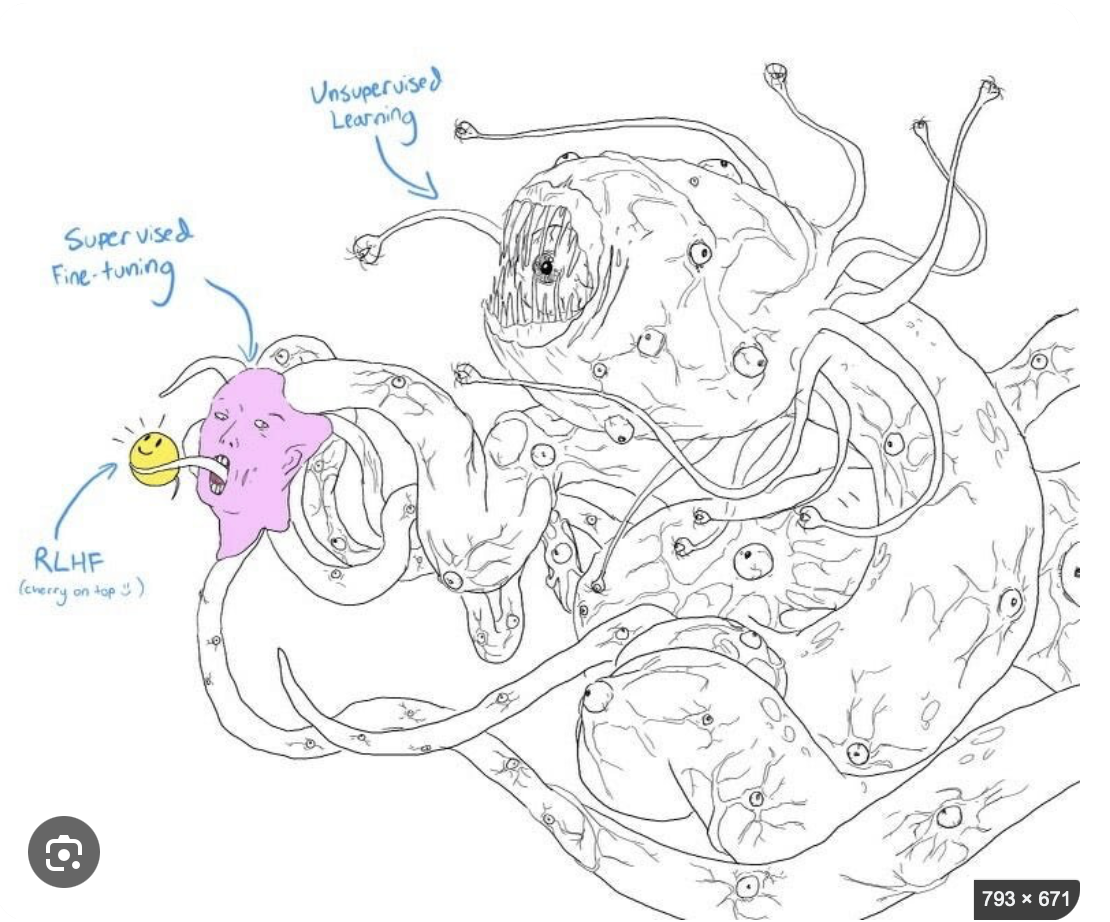 Unsupervised
Learning
Supervised
Fine-tuning
RLHF
(cherry on top :))
793 × 671